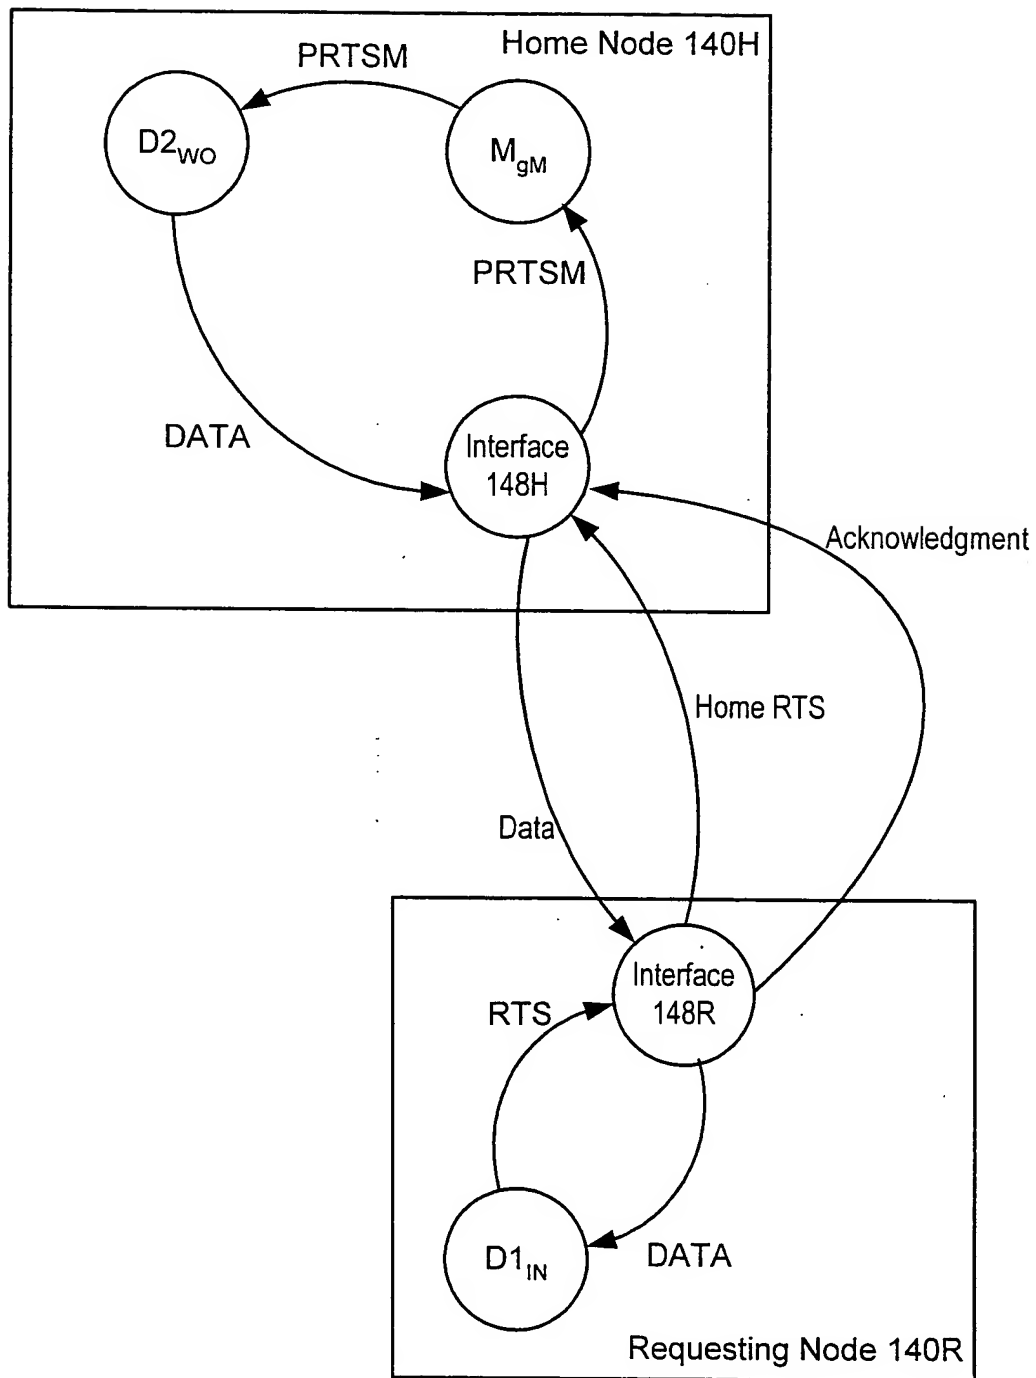 Home Node 140H
PRTSM
D2WO
MgM
PRTSM
DATA
Interface
148H
Acknowledgment
Home RTS
Data
Interface
148R
RTS
DATA
D1IN
Requesting Node 140R